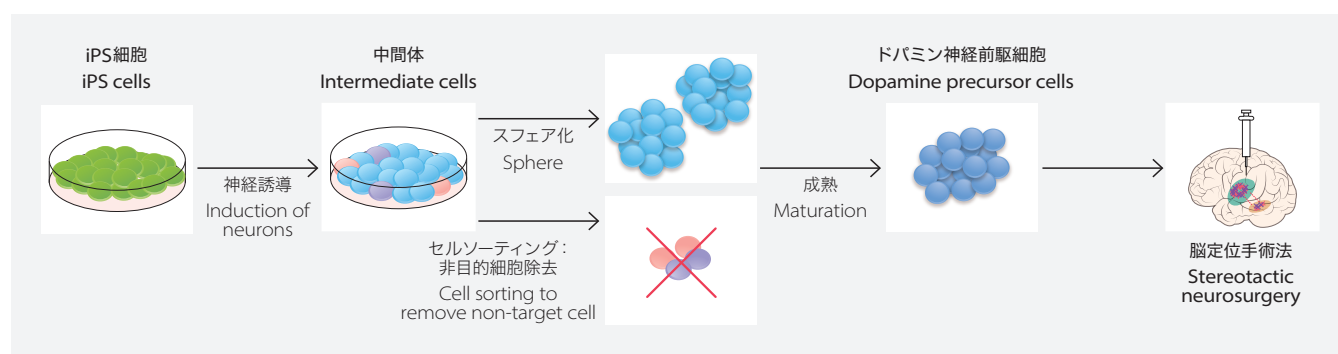 iPS細胞
iPS cells
神経誘導
Induction of
neurons
中間体
Intermediate cells
スフェア化
Sphere
セルソーティング：
非目的細胞除去
Cell sorting to
remove non-target cell
成熟
Maturation
ドパミン神経前駆細胞
Dopamine precursor cells
脳定位手術法
Stereotactic
neurosurgery